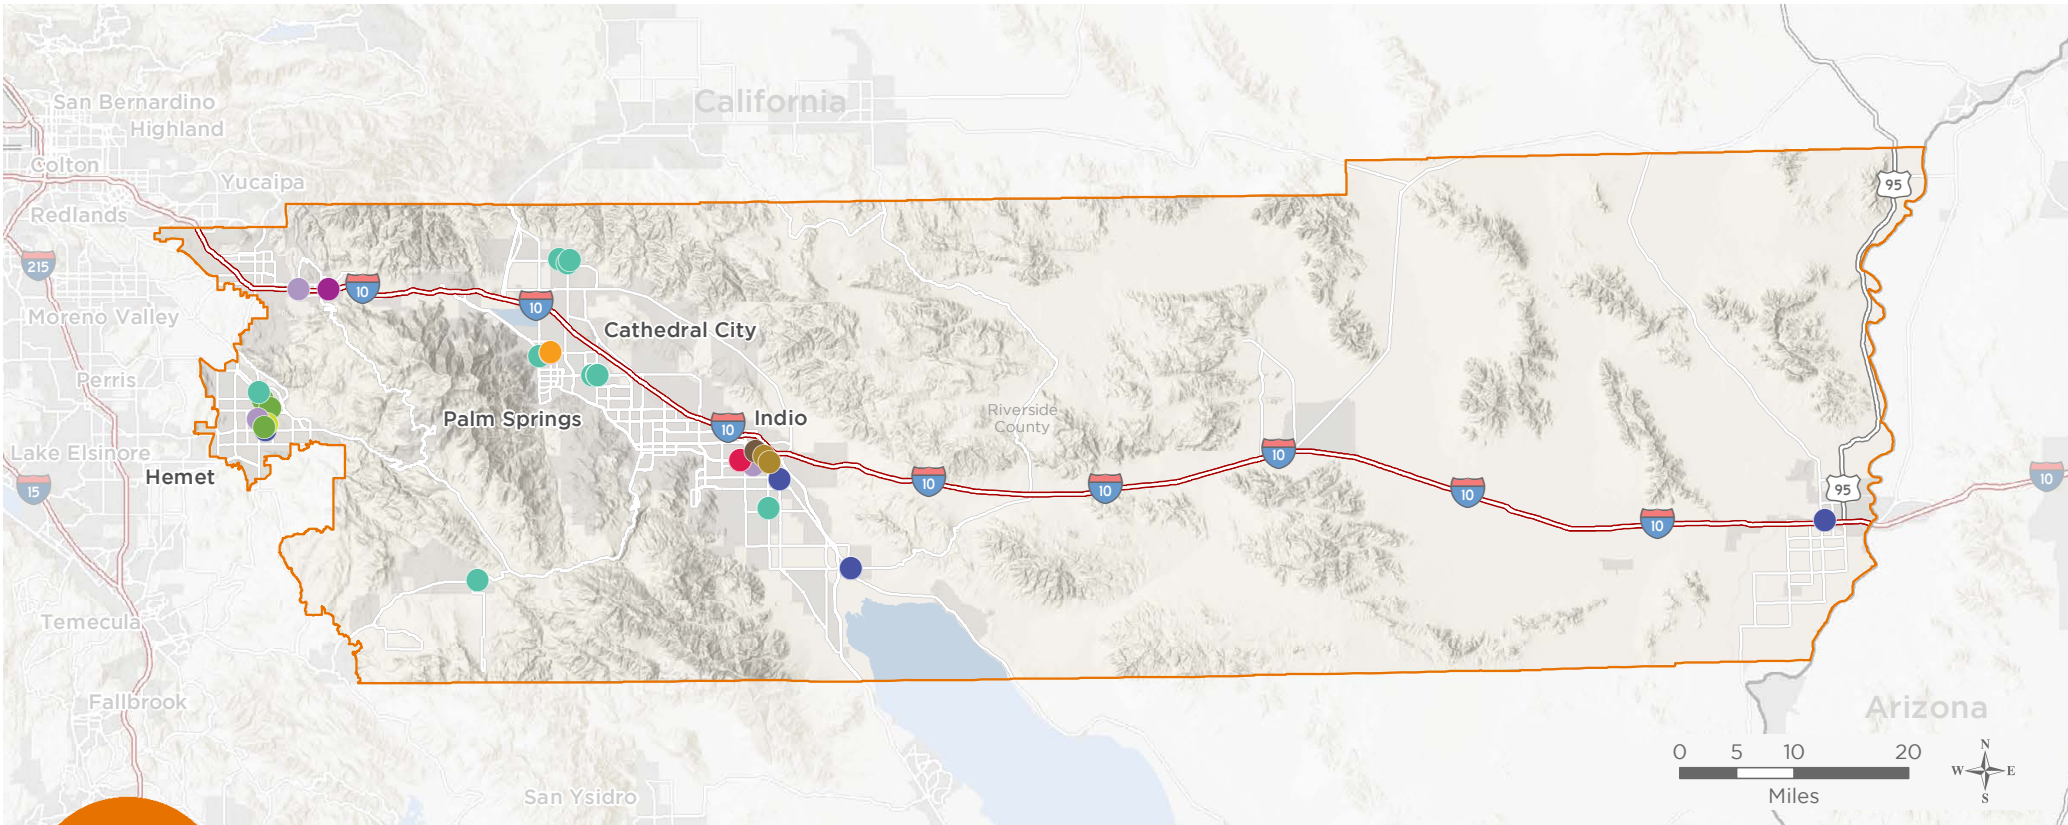 San Bernardino
Highland
California
Colton
Yucaipa
95
Redlands
215
10
10
Moreno Valley
Cathedral City
Perris
Palm Springs
10
Indio
Riverside
County
Lake Elsinore
Hemet
10
10
10
10
10
95
10
15
Temecula
Fallbrook
Arizona
San Ysidro
0 5 10 20
Miles
N
W E
S